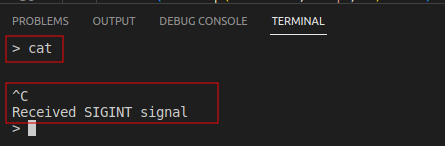 PROBLEMS OUTPUT DEBUG CONSOLE TERMINAL
> cat
^C
Received SIGINT signal
>